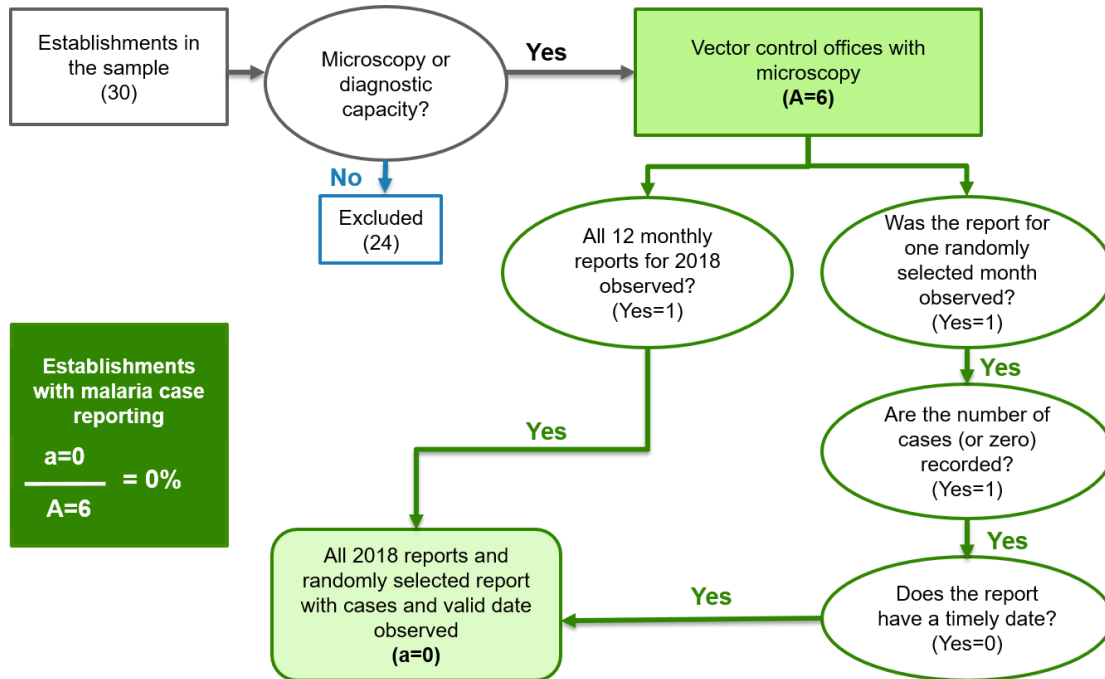 Establishments in
the sample
(30)
Microscopy or
diagnostic
capacity?
Yes
Vector control offices with
microscopy
(A=6)
No
Excluded
(24)
All 12 monthly
reports for 2018
observed?
(Yes=1)
Was the report for
one randomly
selected month
observed?
(Yes=1)
Yes
Establishments
with malaria case
reporting
a=0
= 0%
A=6
Yes
Are the number of
cases (or zero)
recorded?
(Yes=1)
Yes
All 2018 reports and
randomly selected report
with cases and valid date
observed
(a=0)
Yes
Does the report
have a timely date?
(Yes=0)